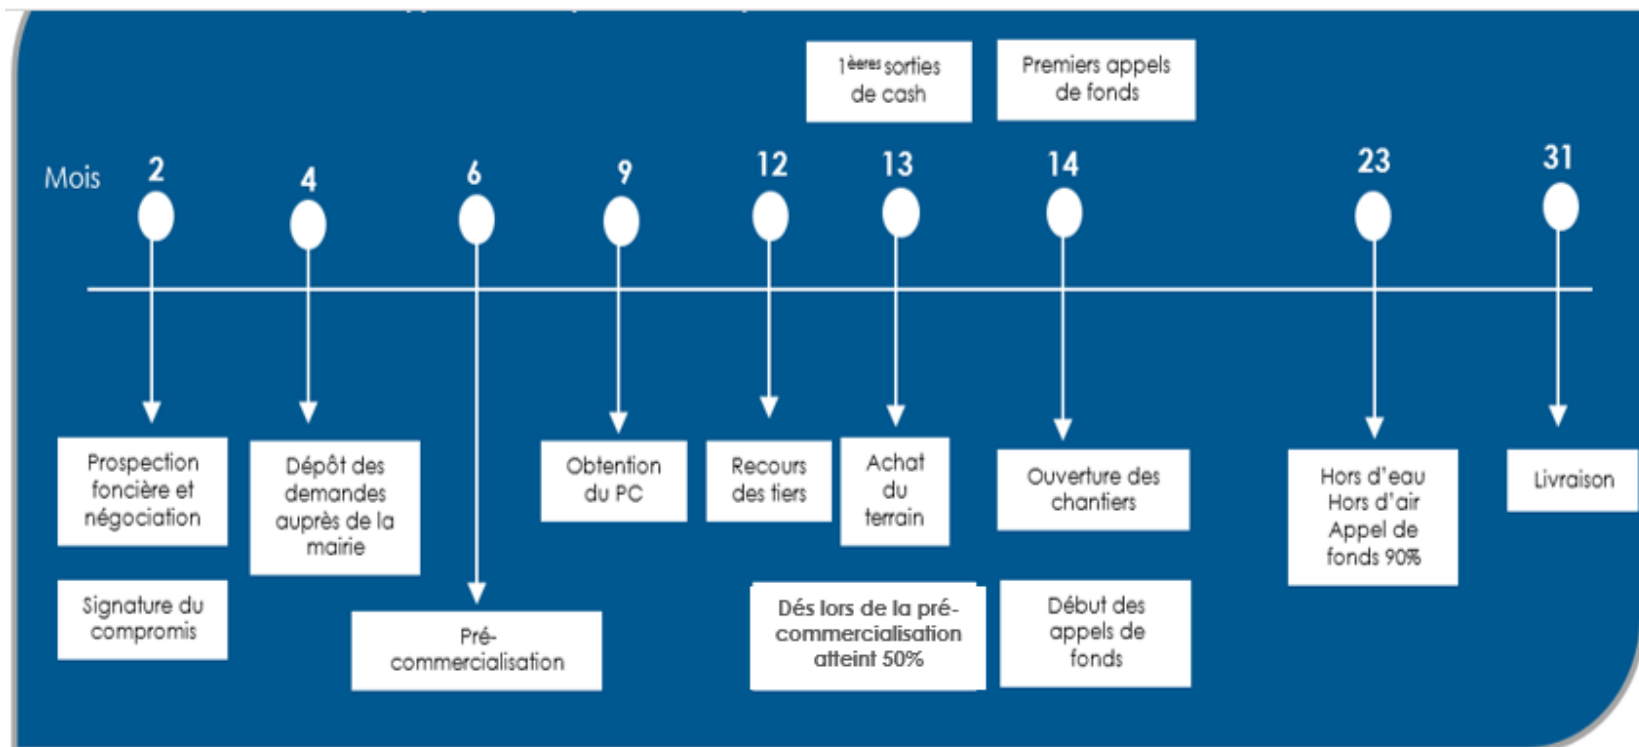 1èeres sorties
de cash
Premiers appels
de fonds
Mois
2
4
6
9
12
13
14
23
31
Prospection
foncière et
négociation
Signature du
compromis
Dépôt des
demandes
auprès de la
mairie
Pré-
commercialisation
Obtention
du PC
Recours
des tiers
Achat
du
terrain
Dés lors de la pré-
commercialisation
atteint 50%
Ouverture des
chantiers
Début des
appels de
fonds
Hors d'eau
Hors d'air
Appel de
fonds 90%
Livraison